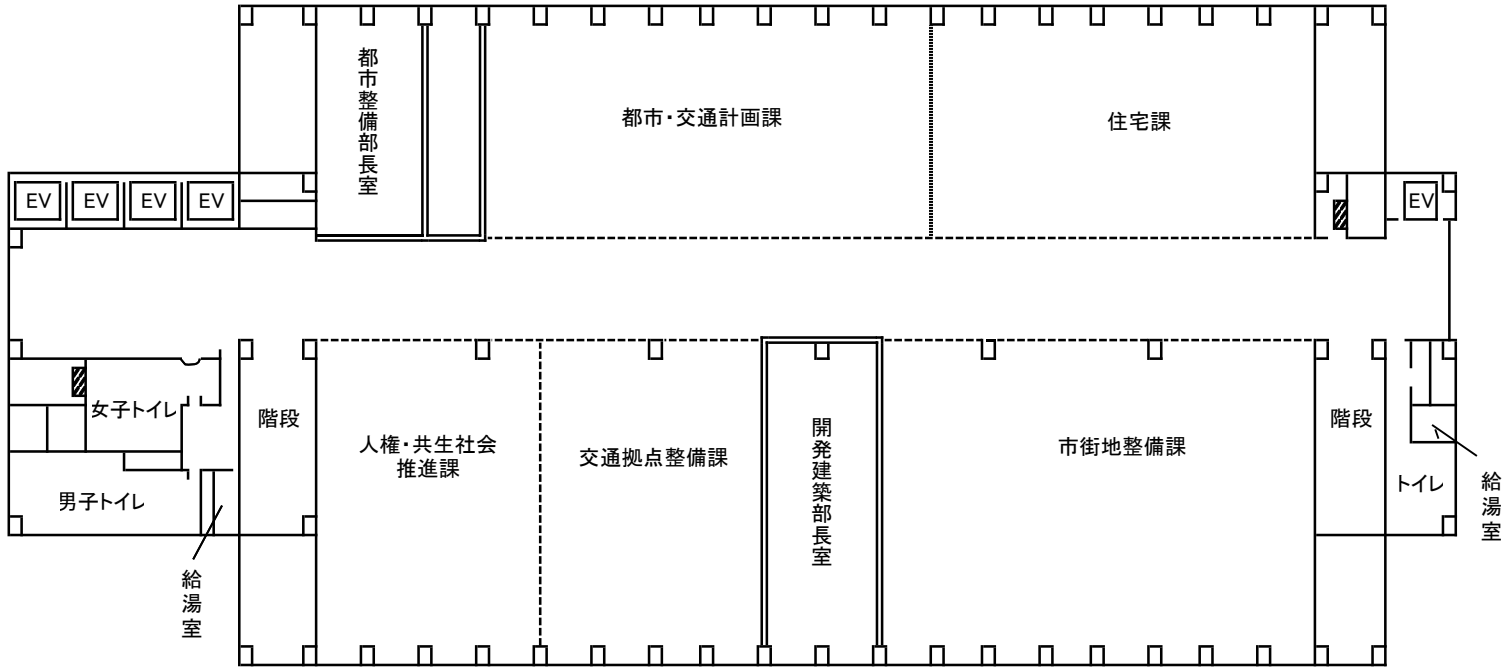 都市整備部長室
都市・交通計画課
住宅課
EV
EV
EV
EV
EV
女子トイレ
男子トイレ
給湯室
階段
人権・共生社会
推進課
交通拠点整備課
開発建築部長室
市街地整備課
階段
トイレ
給湯室